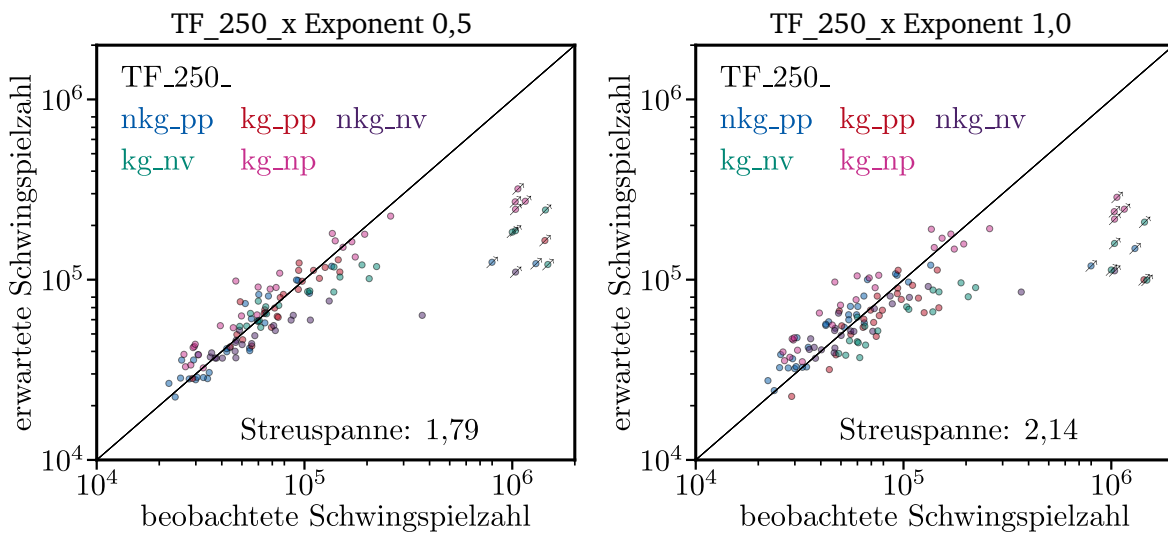 TF_250_x Exponent 0,5
TF_250_
nkg_pp kg_pp nkg_nv
kg_nv kg_np
Streuspanne: 1,79
10⁶
10⁵
10⁴
10⁴ 10⁵ 10⁶
erwartete Schwingspielzahl
beobachtete Schwingspielzahl
TF_250_x Exponent 1,0
TF_250_
nkg_pp kg_pp nkg_nv
kg_nv kg_np
Streuspanne: 2,14
10⁶
10⁵
10⁴
10⁴ 10⁵ 10⁶
erwartete Schwingspielzahl
beobachtete Schwingspielzahl